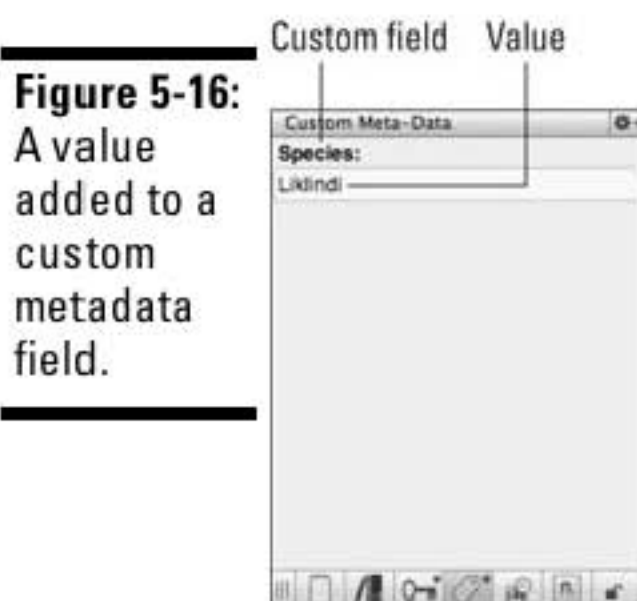 Custom field Value
Figure 5-16:
A value
added to a
custom
metadata
field.
Custom Meta-Data
Species:
Liklindi